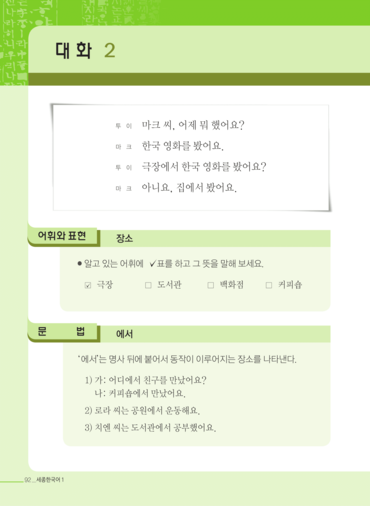 대화 2
투 이 마크 씨, 어제 뭐 했어요?
마 크 한국 영화를 봤어요.
투 이 극장에서 한국 영화를 봤어요?
마 크 아니요, 집에서 봤어요.
어휘와 표현 장소
● 알고 있는 어휘에 ✓표를 하고 그 뜻을 말해 보세요.
☑ 극장 □ 도서관 □ 백화점 □ 커피숍
문 법 에서
'에서'는 명사 뒤에 붙어서 동작이 이루어지는 장소를 나타낸다.
1) 가: 어디에서 친구를 만났어요?
나: 커피숍에서 만났어요.
2) 로라 씨는 공원에서 운동해요.
3) 치엔 씨는 도서관에서 공부했어요.
92 _ 세종한국어 1